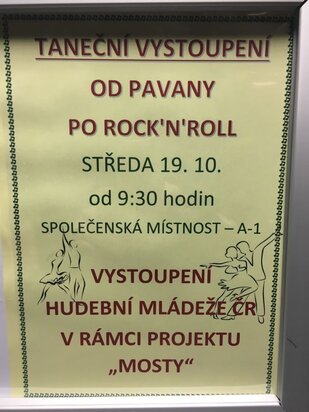 TANEČNÍ VYSTOUPENÍ
OD PAVANY
PO ROCK'N'ROLL
STŘEDA 19. 10.
od 9:30 hodin
SPOLEČENSKÁ MÍSTNOST – A-1
VYSTOUPENÍ
HUDEBNÍ MLÁDEŽE ČR
V RÁMCI PROJEKTU
„MOSTY“